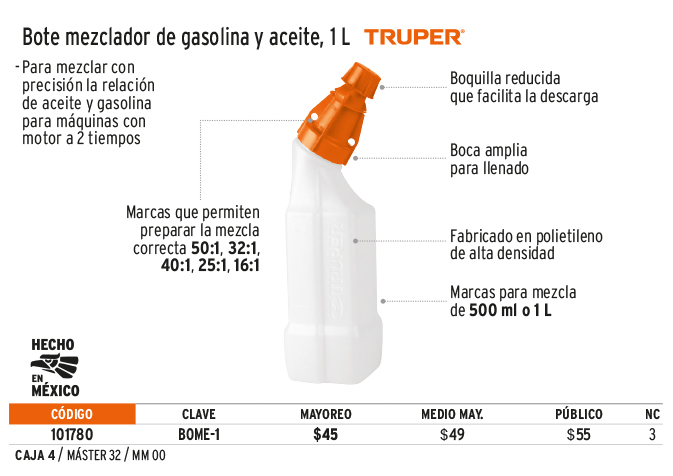 Bote mezclador de gasolina y aceite, 1 L TRUPER®
- Para mezclar con
precisión la relación
de aceite y gasolina
para máquinas con
motor a 2 tiempos
Boquilla reducida
que facilita la descarga
Boca amplia
para llenado
Marcas que permiten
preparar la mezcla
correcta 50:1, 32:1,
40:1, 25:1, 16:1
Fabricado en polietileno
de alta densidad
Marcas para mezcla
de 500 ml o 1 L
TRUPER
HECHO
EN
MÉXICO
CÓDIGO CLAVE MAYOREO MEDIO MAY. PÚBLICO NC
101780 BOME-1 $45 $49 $55 3
CAJA 4 / MÁSTER 32 / MM 00